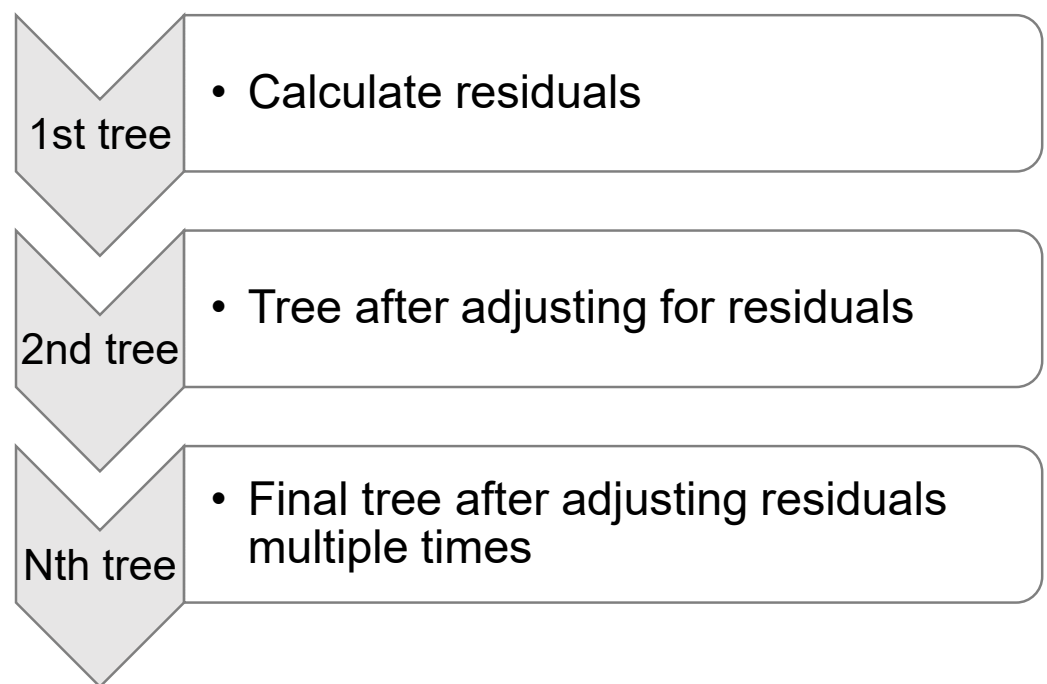 1st tree
• Calculate residuals
2nd tree
• Tree after adjusting for residuals
Nth tree
• Final tree after adjusting residuals
multiple times